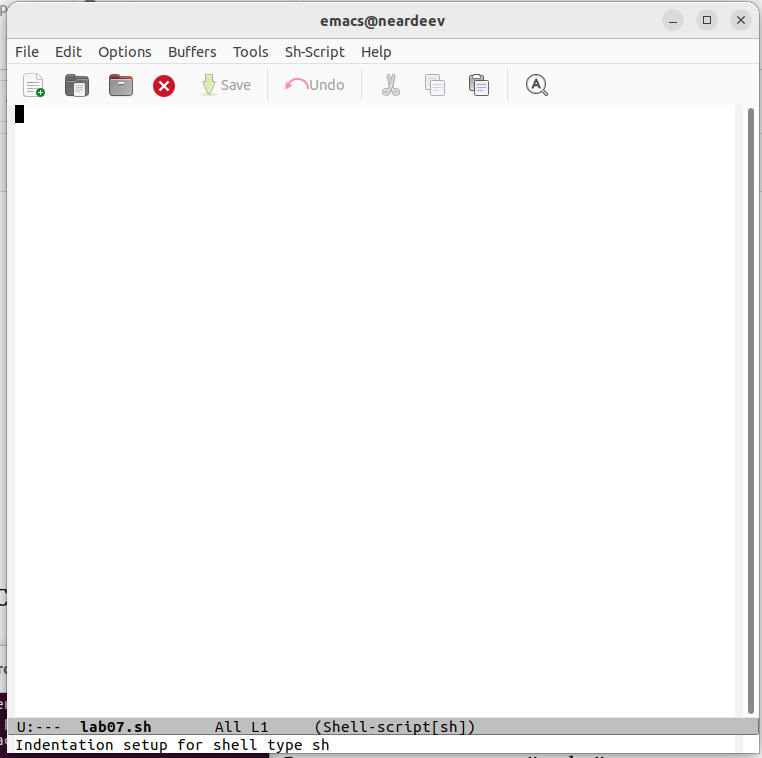 emacs@neardeev
File Edit Options Buffers Tools Sh-Script Help
Save Undo
U:--- lab07.sh All L1 (Shell-script[sh])
Indentation setup for shell type sh